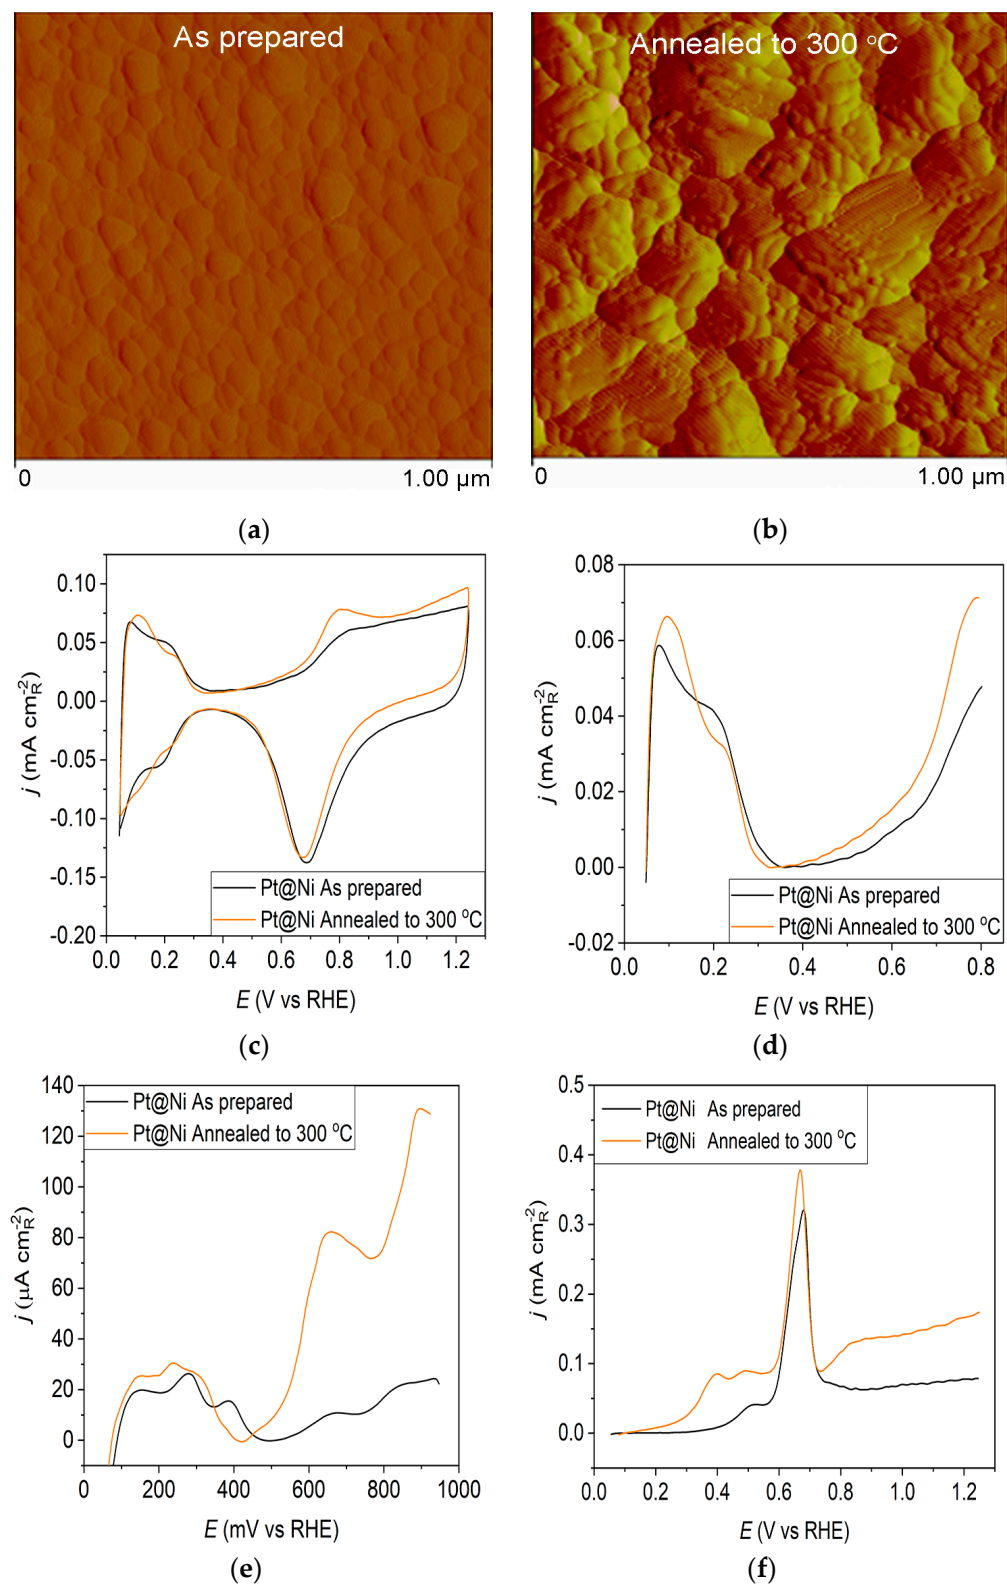 As prepared
Annealed to 300 °C
0 1.00 µm
0 1.00 µm
(a)
(b)
0.10
0.05
0.00
-0.05
-0.10
-0.15
-0.20
j (mA cm_R^-2)
Pt@Ni As prepared
Pt@Ni Annealed to 300 °C
0.0 0.2 0.4 0.6 0.8 1.0 1.2
E (V vs RHE)
(c)
0.08
0.06
0.04
0.02
0.00
-0.02
j (mA cm_R^-2)
Pt@Ni As prepared
Pt@Ni Annealed to 300 °C
0.0 0.2 0.4 0.6 0.8
E (V vs RHE)
(d)
140
120
100
80
60
40
20
0
j (µA cm_R^-2)
Pt@Ni As prepared
Pt@Ni Annealed to 300 °C
0 200 400 600 800 1000
E (mV vs RHE)
(e)
0.5
0.4
0.3
0.2
0.1
0.0
j (mA cm_R^-2)
Pt@Ni As prepared
Pt@Ni Annealed to 300 °C
0.0 0.2 0.4 0.6 0.8 1.0 1.2
E (V vs RHE)
(f)